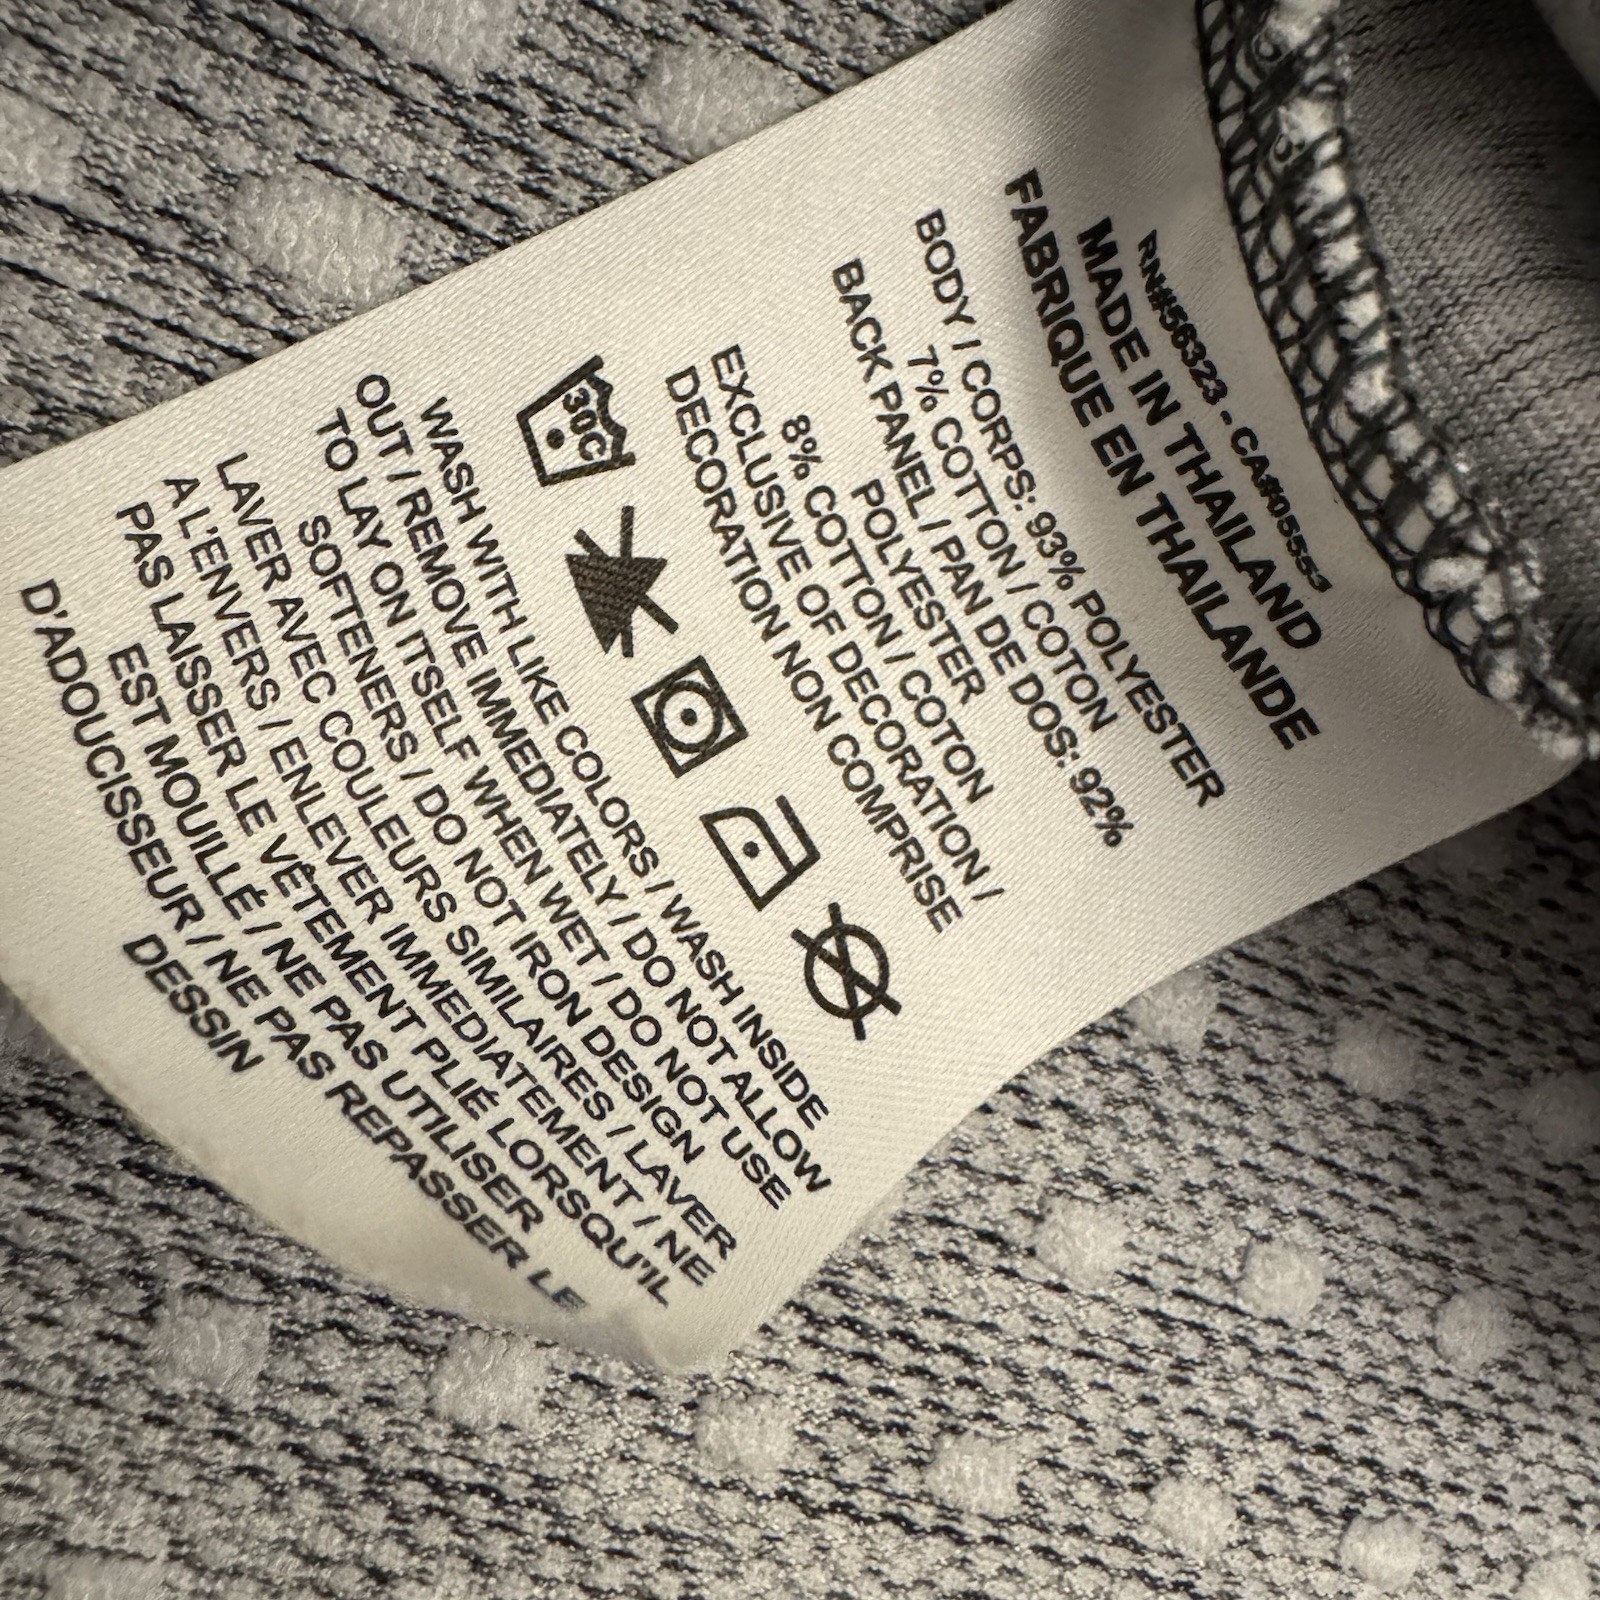 RN#56323 - CA#05553
MADE IN THAILAND
FABRIQUE EN THAILANDE
BODY / CORPS: 93% POLYESTER
7% COTTON / COTON
BACK PANEL / PAN DE DOS: 92%
POLYESTER
8% COTTON / COTON
EXCLUSIVE OF DECORATION /
DECORATION NON COMPRISE
30C
WASH WITH LIKE COLORS / WASH INSIDE
OUT / REMOVE IMMEDIATELY / DO NOT ALLOW
TO LAY ON ITSELF WHEN WET / DO NOT USE
SOFTENERS / DO NOT IRON DESIGN
LAVER AVEC COULEURS SIMILAIRES / LAVER
A L'ENVERS / ENLEVER IMMEDIATEMENT / NE
PAS LAISSER LE VÊTEMENT PLIÉ LORSQU'IL
EST MOUILLÉ / NE PAS UTILISER
D'ADOUCISSEUR / NE PAS REPASSER LE
DESSIN